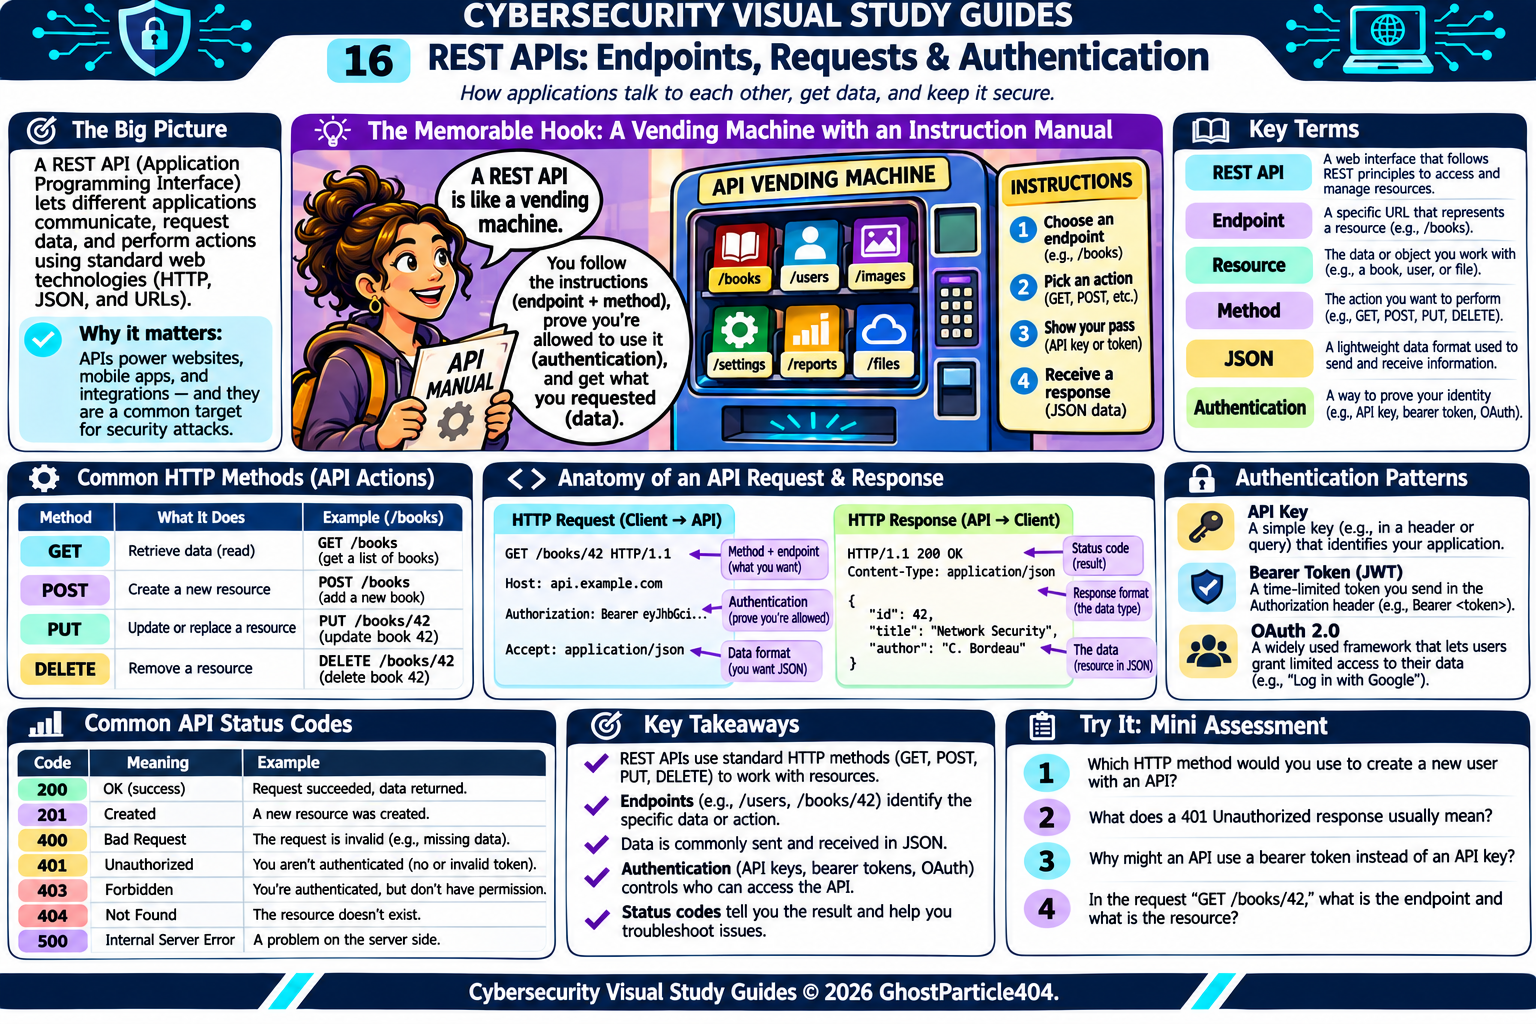 CYBERSECURITY VISUAL STUDY GUIDES
16 REST APIs: Endpoints, Requests & Authentication
How applications talk to each other, get data, and keep it secure.
The Big Picture
A REST API (Application
Programming Interface)
lets different applications
communicate, request
data, and perform actions
using standard web
technologies (HTTP,
JSON, and URLs).
Why it matters:
APIs power websites,
mobile apps, and
integrations — and they
are a common target
for security attacks.
The Memorable Hook: A Vending Machine with an Instruction Manual
A REST API
is like a vending
machine.
You follow
the instructions
(endpoint + method),
prove you're
allowed to use it
(authentication),
and get what
you requested
(data).
API
MANUAL
API VENDING MACHINE
/books
/users
/images
/settings
/reports
/files
INSTRUCTIONS
1 Choose an
endpoint
(e.g., /books)
2 Pick an action
(GET, POST, etc.)
3 Show your pass
(API key or token)
4 Receive a
response
(JSON data)
Key Terms
REST API
A web interface that follows
REST principles to access and
manage resources.
Endpoint
A specific URL that represents
a resource (e.g., /books).
Resource
The data or object you work with
(e.g., a book, user, or file).
Method
The action you want to perform
(e.g., GET, POST, PUT, DELETE).
JSON
A lightweight data format used to
send and receive information.
Authentication
A way to prove your identity
(e.g., API key, bearer token, OAuth).
Common HTTP Methods (API Actions)
Method What It Does Example (/books)
GET Retrieve data (read) GET /books
(get a list of books)
POST Create a new resource POST /books
(add a new book)
PUT Update or replace a resource PUT /books/42
(update book 42)
DELETE Remove a resource DELETE /books/42
(delete book 42)
< > Anatomy of an API Request & Response
HTTP Request (Client → API)
GET /books/42 HTTP/1.1
Method + endpoint
(what you want)
Host: api.example.com
Authorization: Bearer eyJhbGci...
Authentication
(prove you're allowed)
Accept: application/json
Data format
(you want JSON)
HTTP Response (API → Client)
HTTP/1.1 200 OK
Status code
(result)
Content-Type: application/json
Response format
(the data type)
{
"id": 42,
"title": "Network Security",
"author": "C. Bordeau"
}
The data
(resource in JSON)
Authentication Patterns
API Key
A simple key (e.g., in a header or
query) that identifies your application.
Bearer Token (JWT)
A time-limited token you send in the
Authorization header (e.g., Bearer <token>).
OAuth 2.0
A widely used framework that lets users
grant limited access to their data
(e.g., "Log in with Google").
Common API Status Codes
Code Meaning Example
200 OK (success) Request succeeded, data returned.
201 Created A new resource was created.
400 Bad Request The request is invalid (e.g., missing data).
401 Unauthorized You aren't authenticated (no or invalid token).
403 Forbidden You're authenticated, but don't have permission.
404 Not Found The resource doesn't exist.
500 Internal Server Error A problem on the server side.
Key Takeaways
REST APIs use standard HTTP methods (GET, POST,
PUT, DELETE) to work with resources.
Endpoints (e.g., /users, /books/42) identify the
specific data or action.
Data is commonly sent and received in JSON.
Authentication (API keys, bearer tokens, OAuth)
controls who can access the API.
Status codes tell you the result and help you
troubleshoot issues.
Try It: Mini Assessment
1 Which HTTP method would you use to create a new user
with an API?
2 What does a 401 Unauthorized response usually mean?
3 Why might an API use a bearer token instead of an API key?
4 In the request "GET /books/42," what is the endpoint and
what is the resource?
Cybersecurity Visual Study Guides © 2026 GhostParticle404.